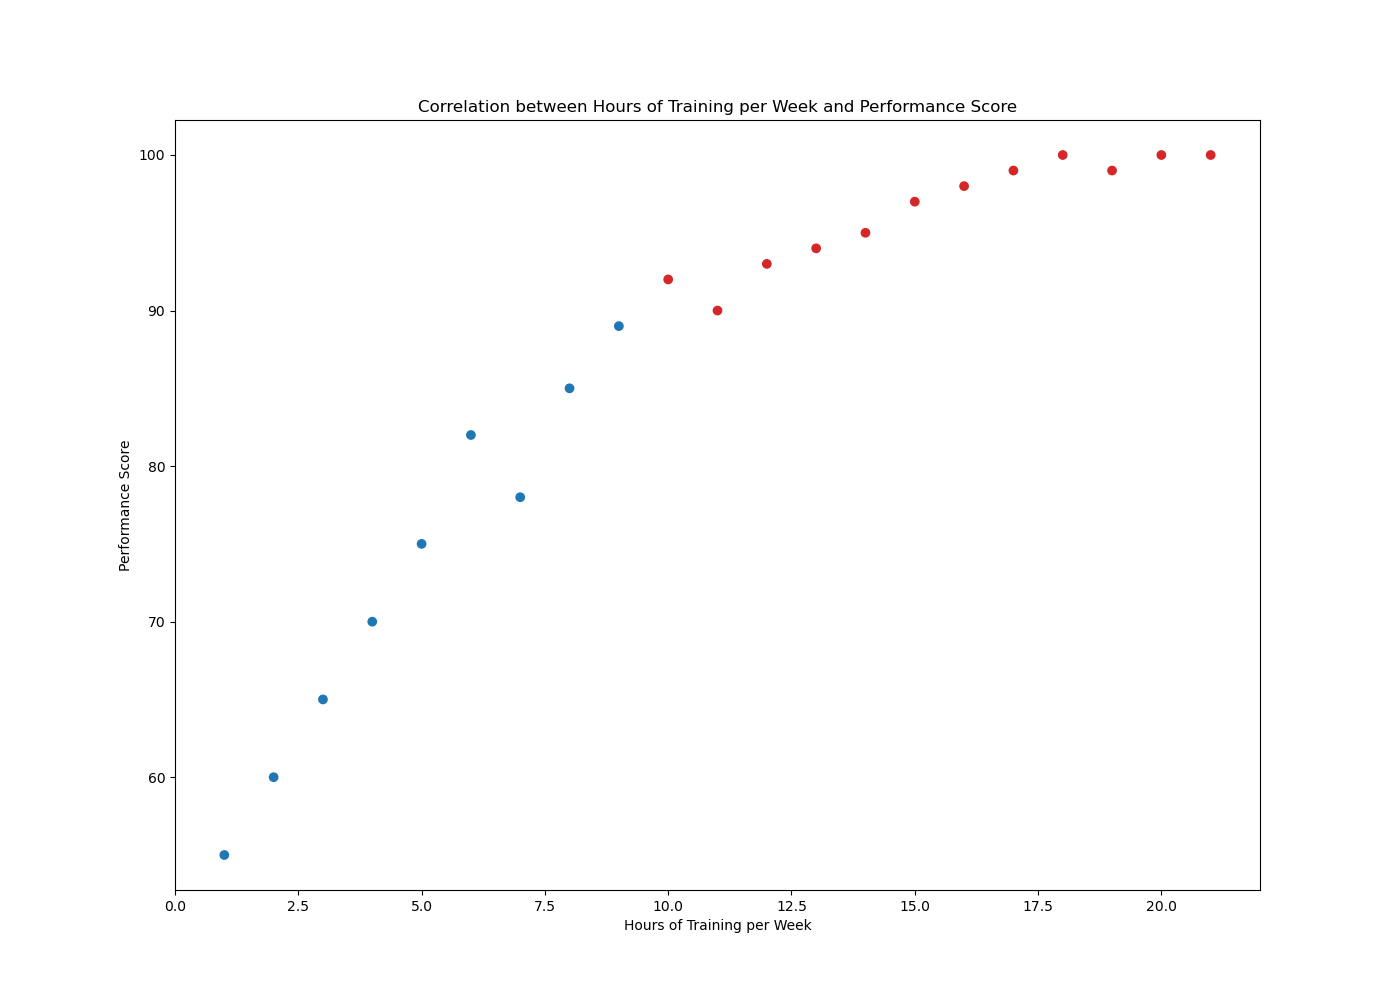 Correlation between Hours of Training per Week and Performance Score
100
90
80
70
60
Performance Score
0.0 2.5 5.0 7.5 10.0 12.5 15.0 17.5 20.0
Hours of Training per Week